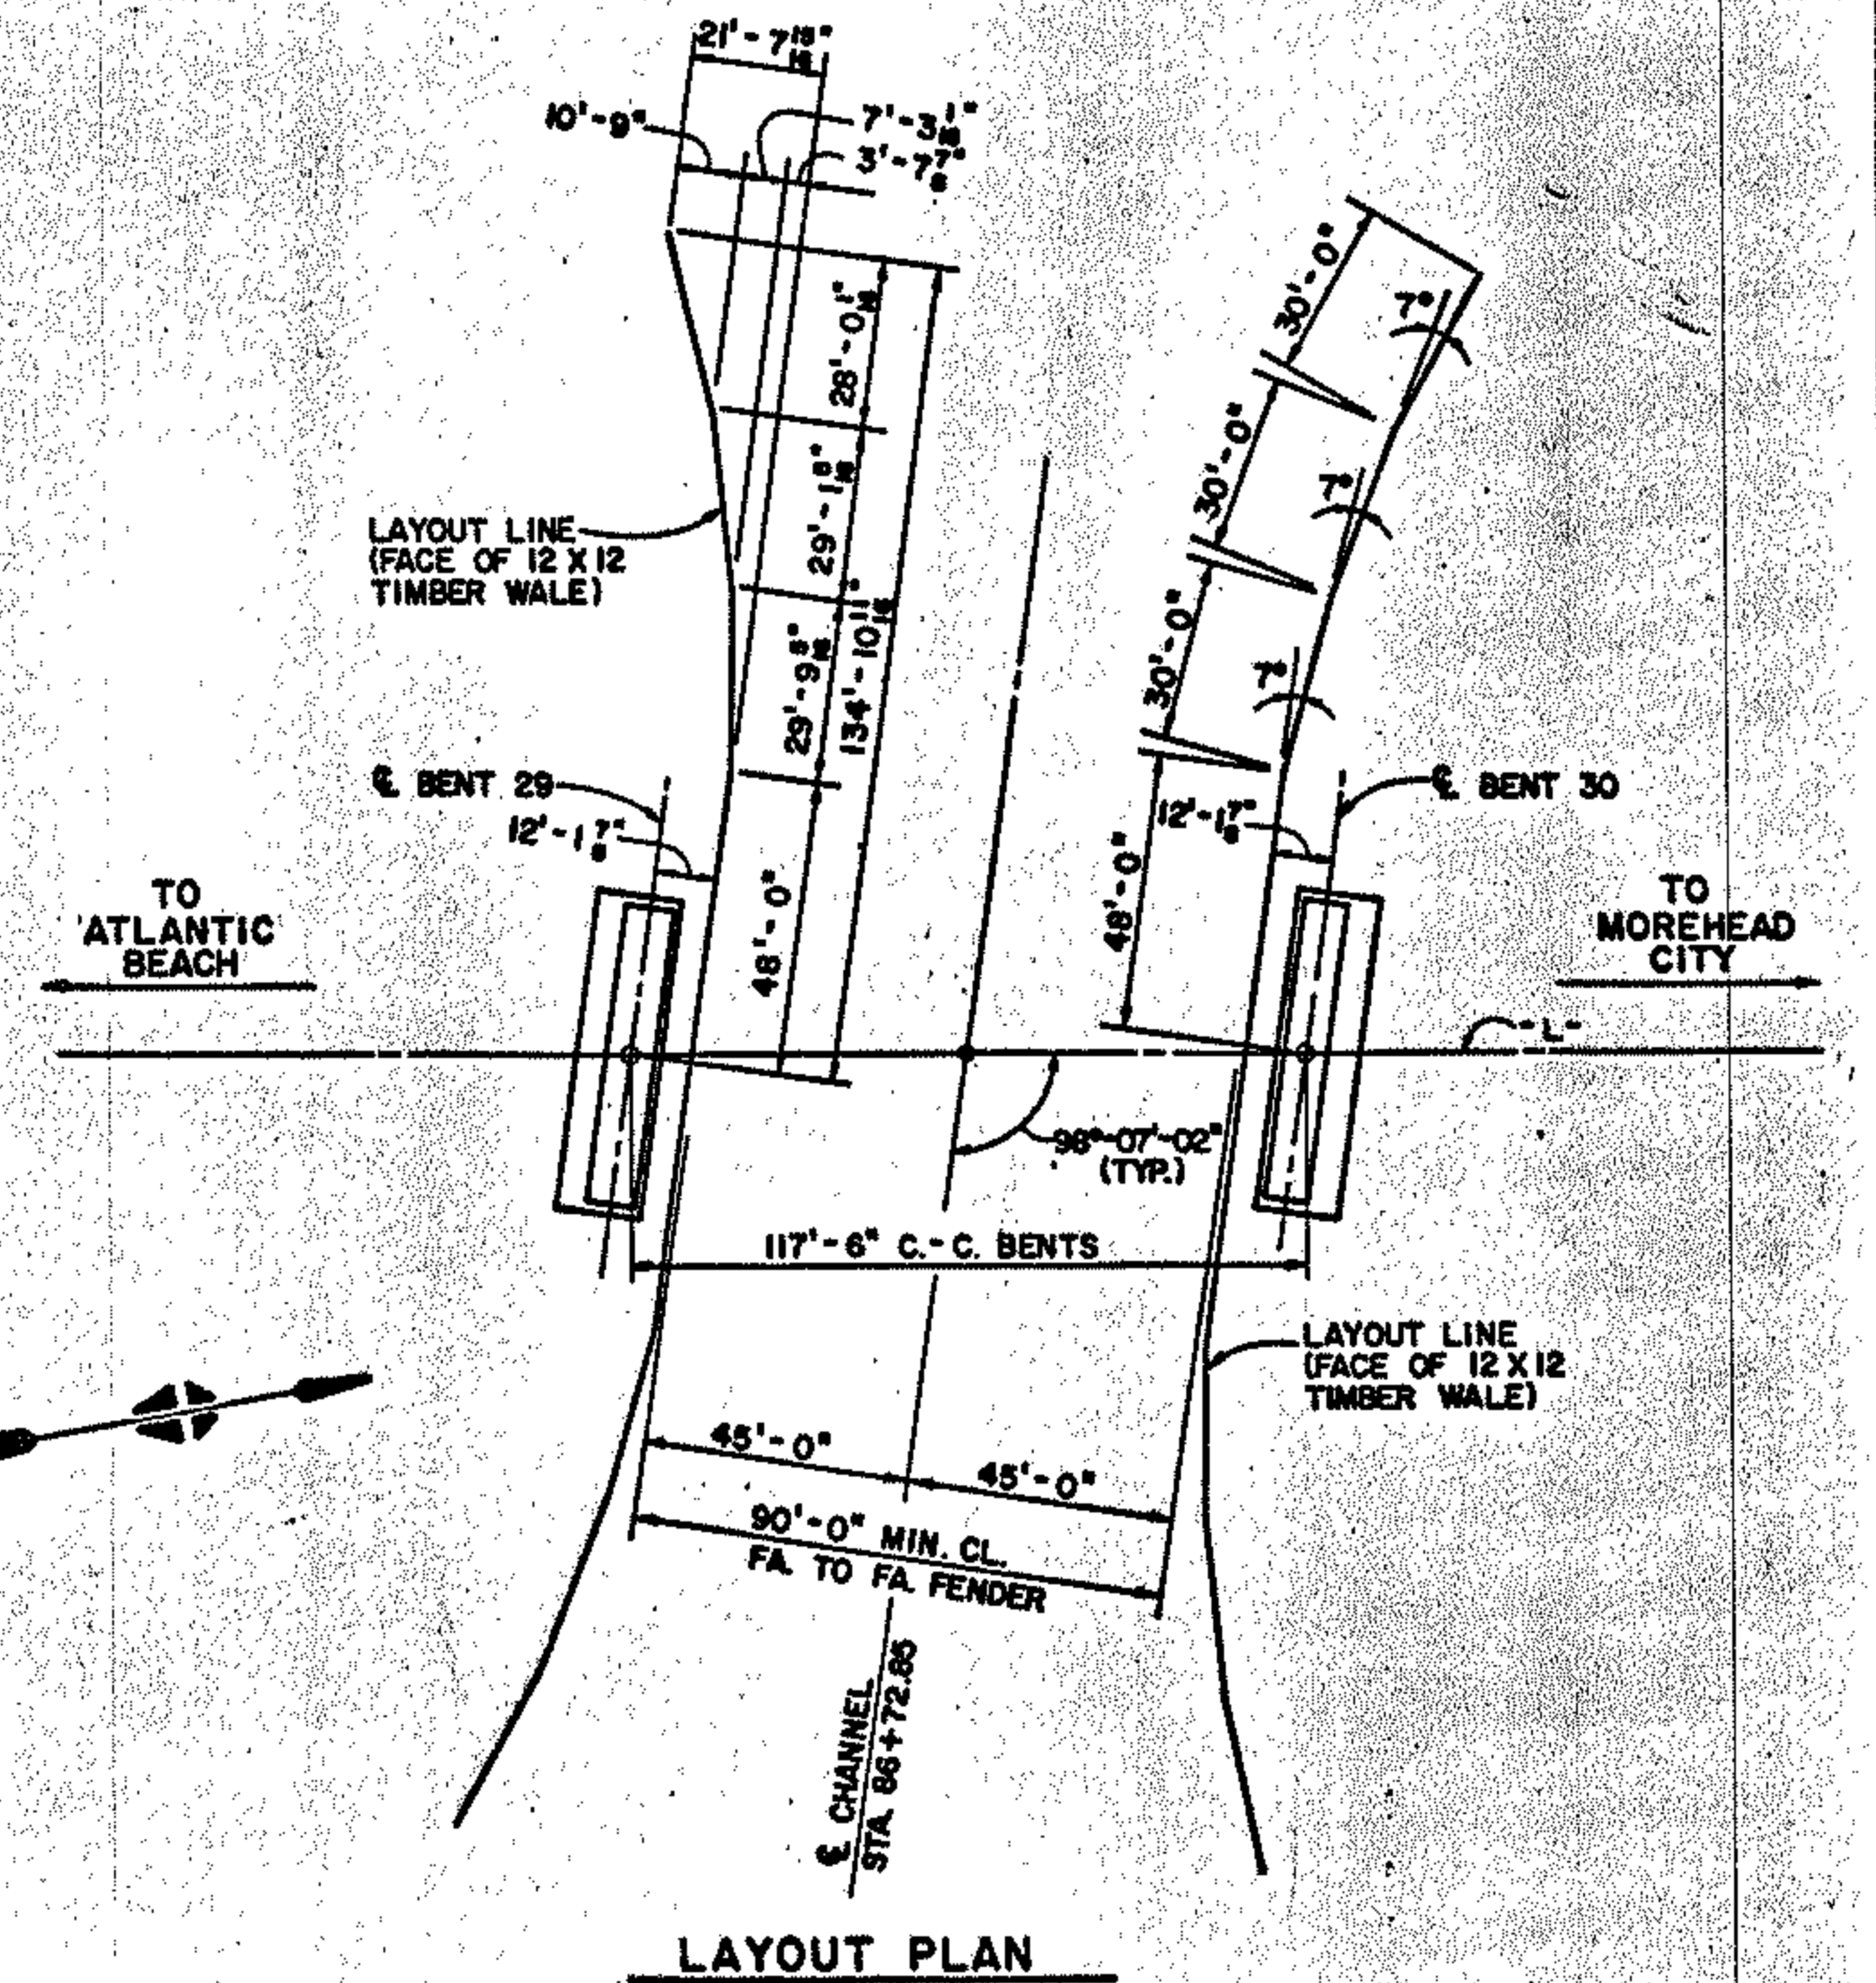 21'-7 15/16"
10'-9"
7'-3 1/16"
3'-7 7/8"
30'-0"
7°
28'-0 1/16"
30'-0"
7°
29'-1 5/16"
LAYOUT LINE
(FACE OF 12 X 12
TIMBER WALE)
30'-0"
7°
29'-9 5/16"
134'-10 11/16"
℄ BENT 29
12'-1 7/8"
12'-1 7/8"
℄ BENT 30
48'-0"
48'-0"
TO
ATLANTIC
BEACH
TO
MOREHEAD
CITY
-L-
98°-07'-02"
(TYP.)
117'-6" C.-C. BENTS
LAYOUT LINE
(FACE OF 12 X 12
TIMBER WALE)
45'-0"
45'-0"
90'-0" MIN. CL.
FA. TO FA. FENDER
℄ CHANNEL
STA. 86+72.85
LAYOUT PLAN